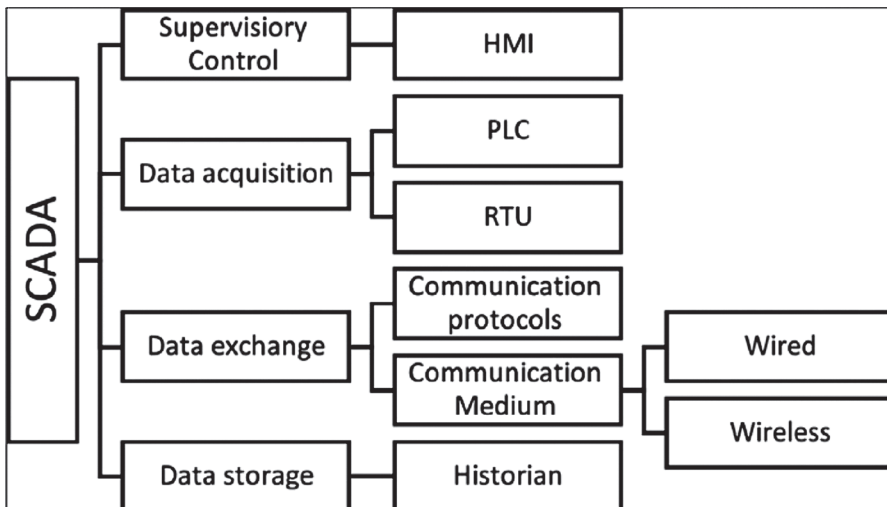 SCADA
Supervisiory
Control
HMI
Data acquisition
PLC
RTU
Data exchange
Communication
protocols
Communication
Medium
Wired
Wireless
Data storage
Historian